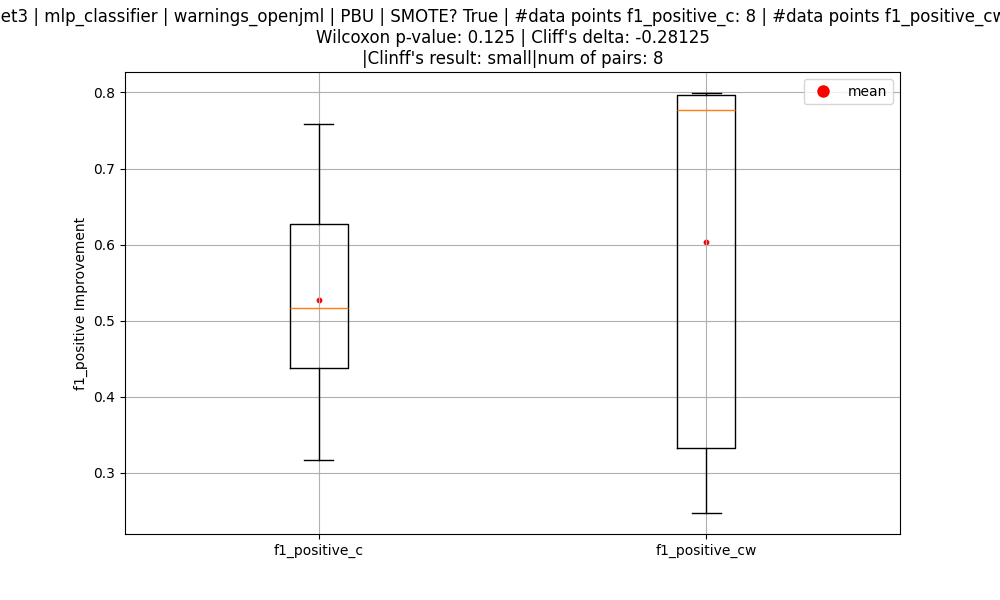 et3 | mlp_classifier | warnings_openjml | PBU | SMOTE? True | #data points f1_positive_c: 8 | #data points f1_positive_cw
Wilcoxon p-value: 0.125 | Cliff's delta: -0.28125
|Clinff's result: small|num of pairs: 8
mean
0.8
0.7
0.6
0.5
0.4
0.3
f1_positive Improvement
f1_positive_c
f1_positive_cw